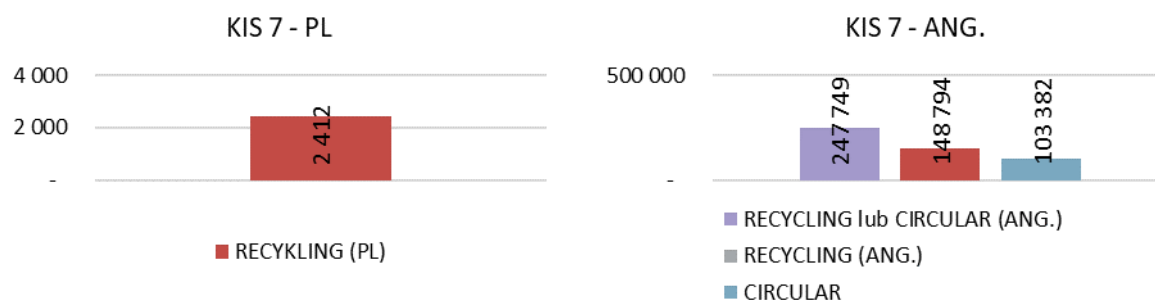 KIS 7 - PL
4 000
2 000
-
2 412
RECYKLING (PL)
KIS 7 - ANG.
500 000
-
247 749
148 794
103 382
RECYCLING lub CIRCULAR (ANG.)
RECYCLING (ANG.)
CIRCULAR